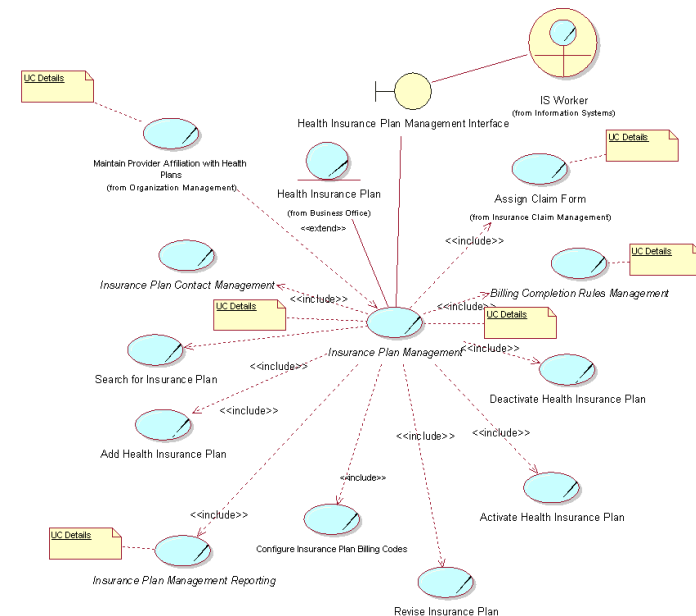 UC Details
IS Worker
(from Information Systems)
Health Insurance Plan Management Interface
UC Details
Maintain Provider Affiliation with Health
Plans
(from Organization Management)
Health Insurance Plan
(from Business Office)
<<extend>>
Assign Claim Form
(from Insurance Claim Management)
<<include>>
UC Details
Insurance Plan Contact Management
<<include>>
Billing Completion Rules Management
<<include>>
UC Details
UC Details
Insurance Plan Management
<<include>>
Search for Insurance Plan
Deactivate Health Insurance Plan
<<include>>
<<include>>
<<include>>
<<include>>
Add Health Insurance Plan
<<include>>
<<include>>
Activate Health Insurance Plan
UC Details
Configure Insurance Plan Billing Codes
Insurance Plan Management Reporting
Revise Insurance Plan